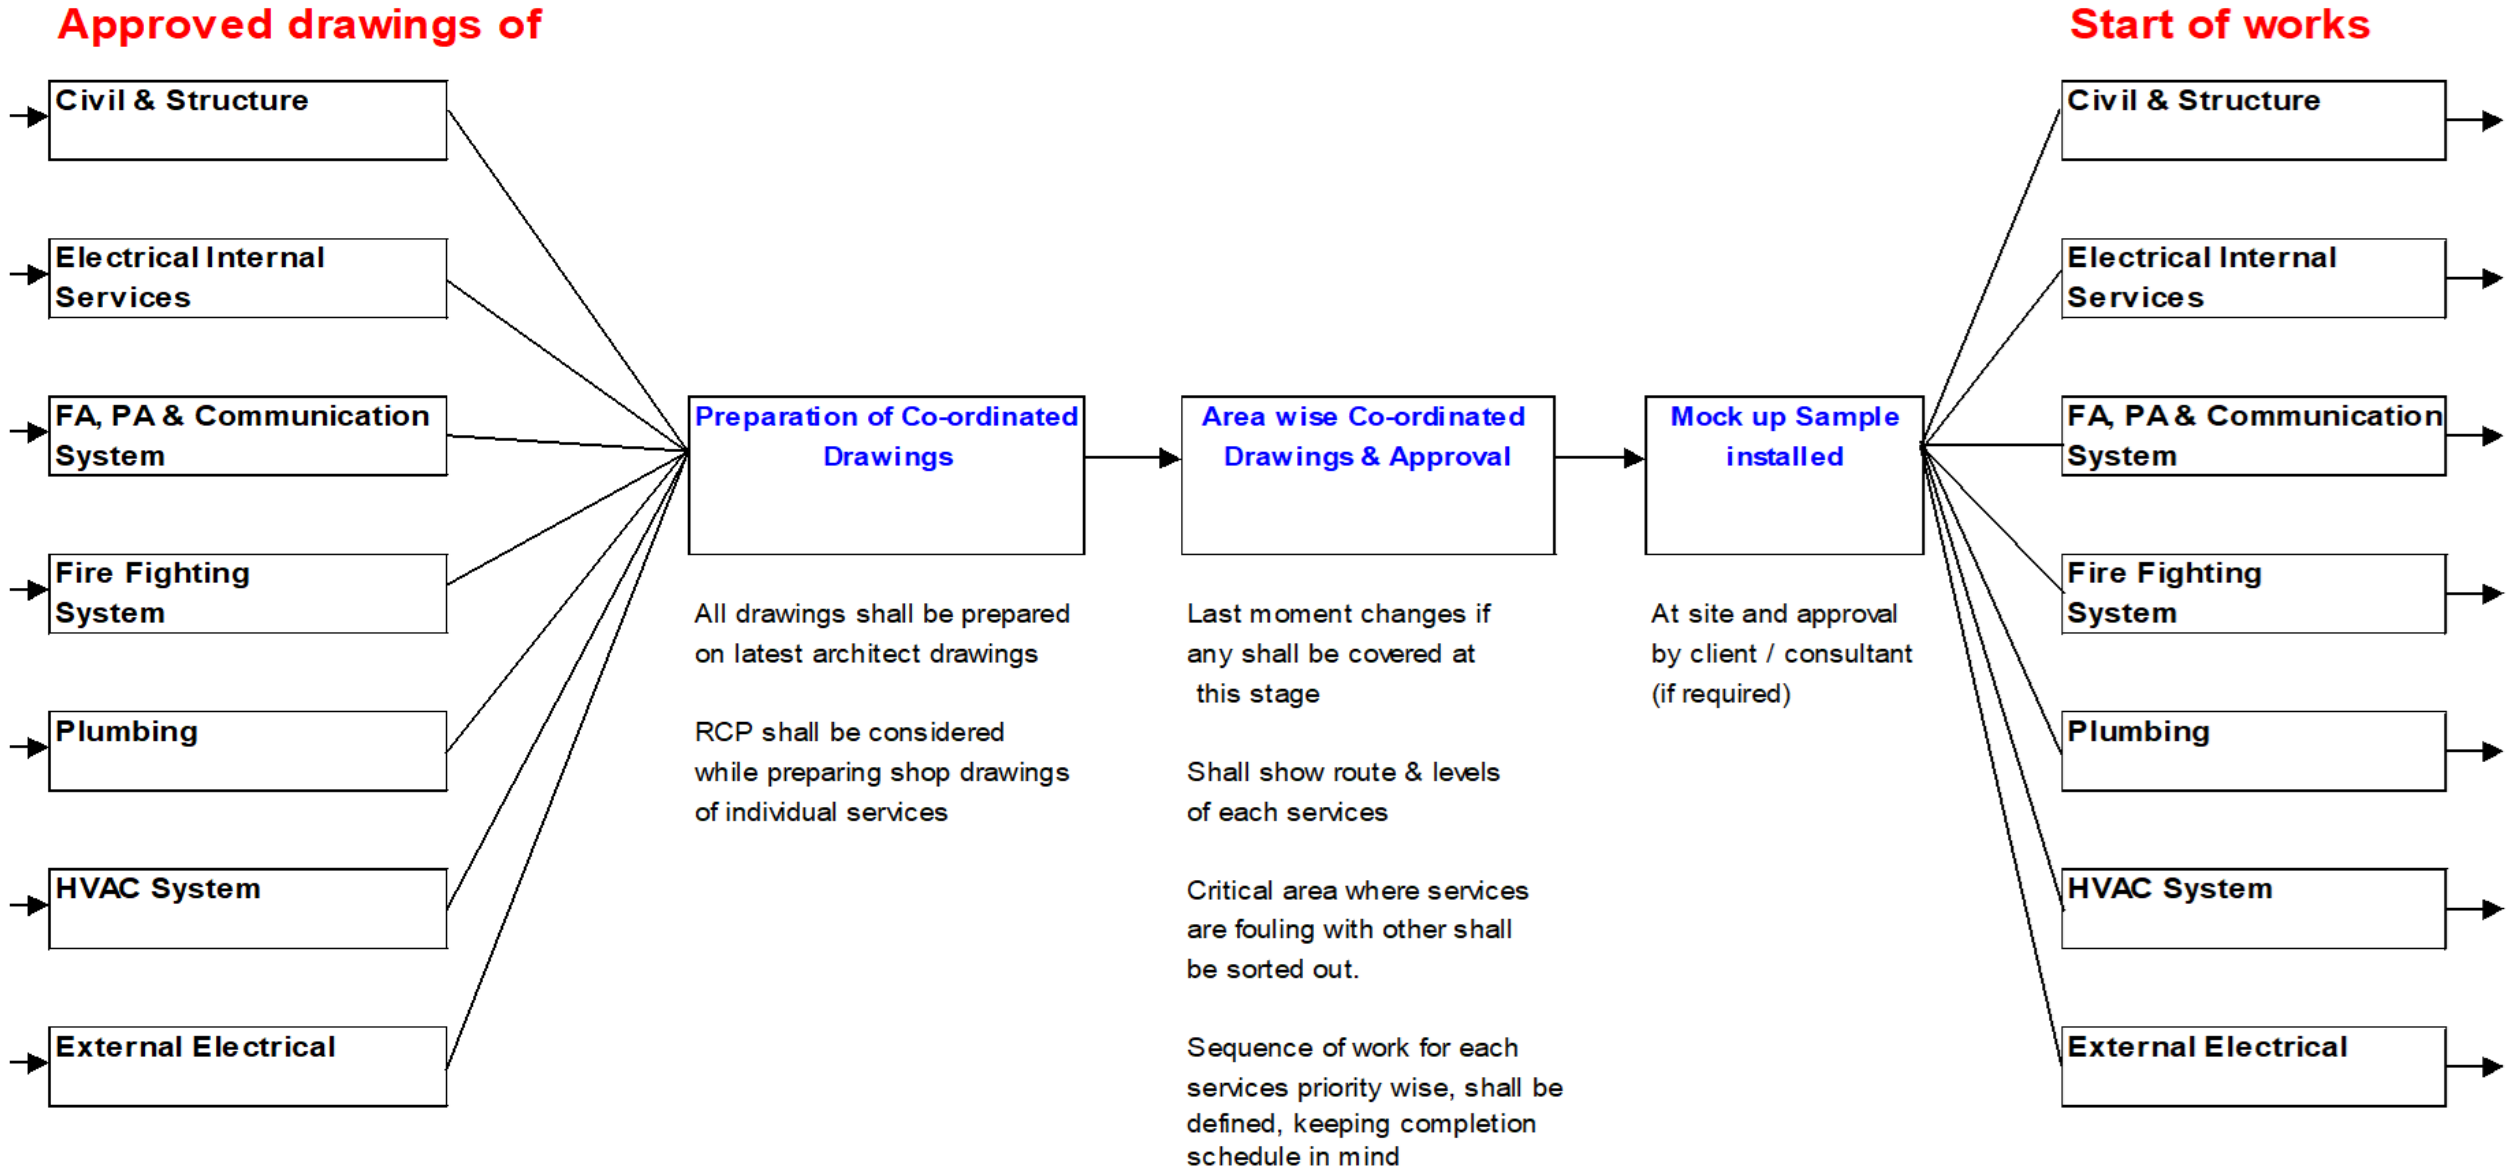 Approved drawings of
Start of works
Civil & Structure
Electrical Internal
Services
FA, PA & Communication
System
Fire Fighting
System
Plumbing
HVAC System
External Electrical
Preparation of Co-ordinated
Drawings
All drawings shall be prepared
on latest architect drawings
RCP shall be considered
while preparing shop drawings
of individual services
Area wise Co-ordinated
Drawings & Approval
Last moment changes if
any shall be covered at
this stage
Shall show route & levels
of each services
Critical area where services
are fouling with other shall
be sorted out.
Sequence of work for each
services priority wise, shall be
defined, keeping completion
schedule in mind
Mock up Sample
installed
At site and approval
by client / consultant
(if required)
Civil & Structure
Electrical Internal
Services
FA, PA & Communication
System
Fire Fighting
System
Plumbing
HVAC System
External Electrical